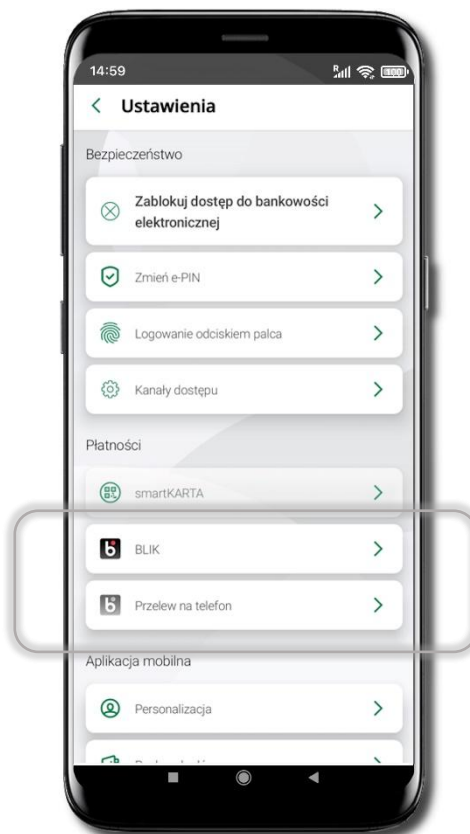 14:59
Ustawienia
Bezpieczeństwo
Zablokuj dostęp do bankowości
elektronicznej
Zmień e-PIN
Logowanie odciskiem palca
Kanały dostępu
Płatności
smartKARTA
BLIK
Przelew na telefon
Aplikacja mobilna
Personalizacja